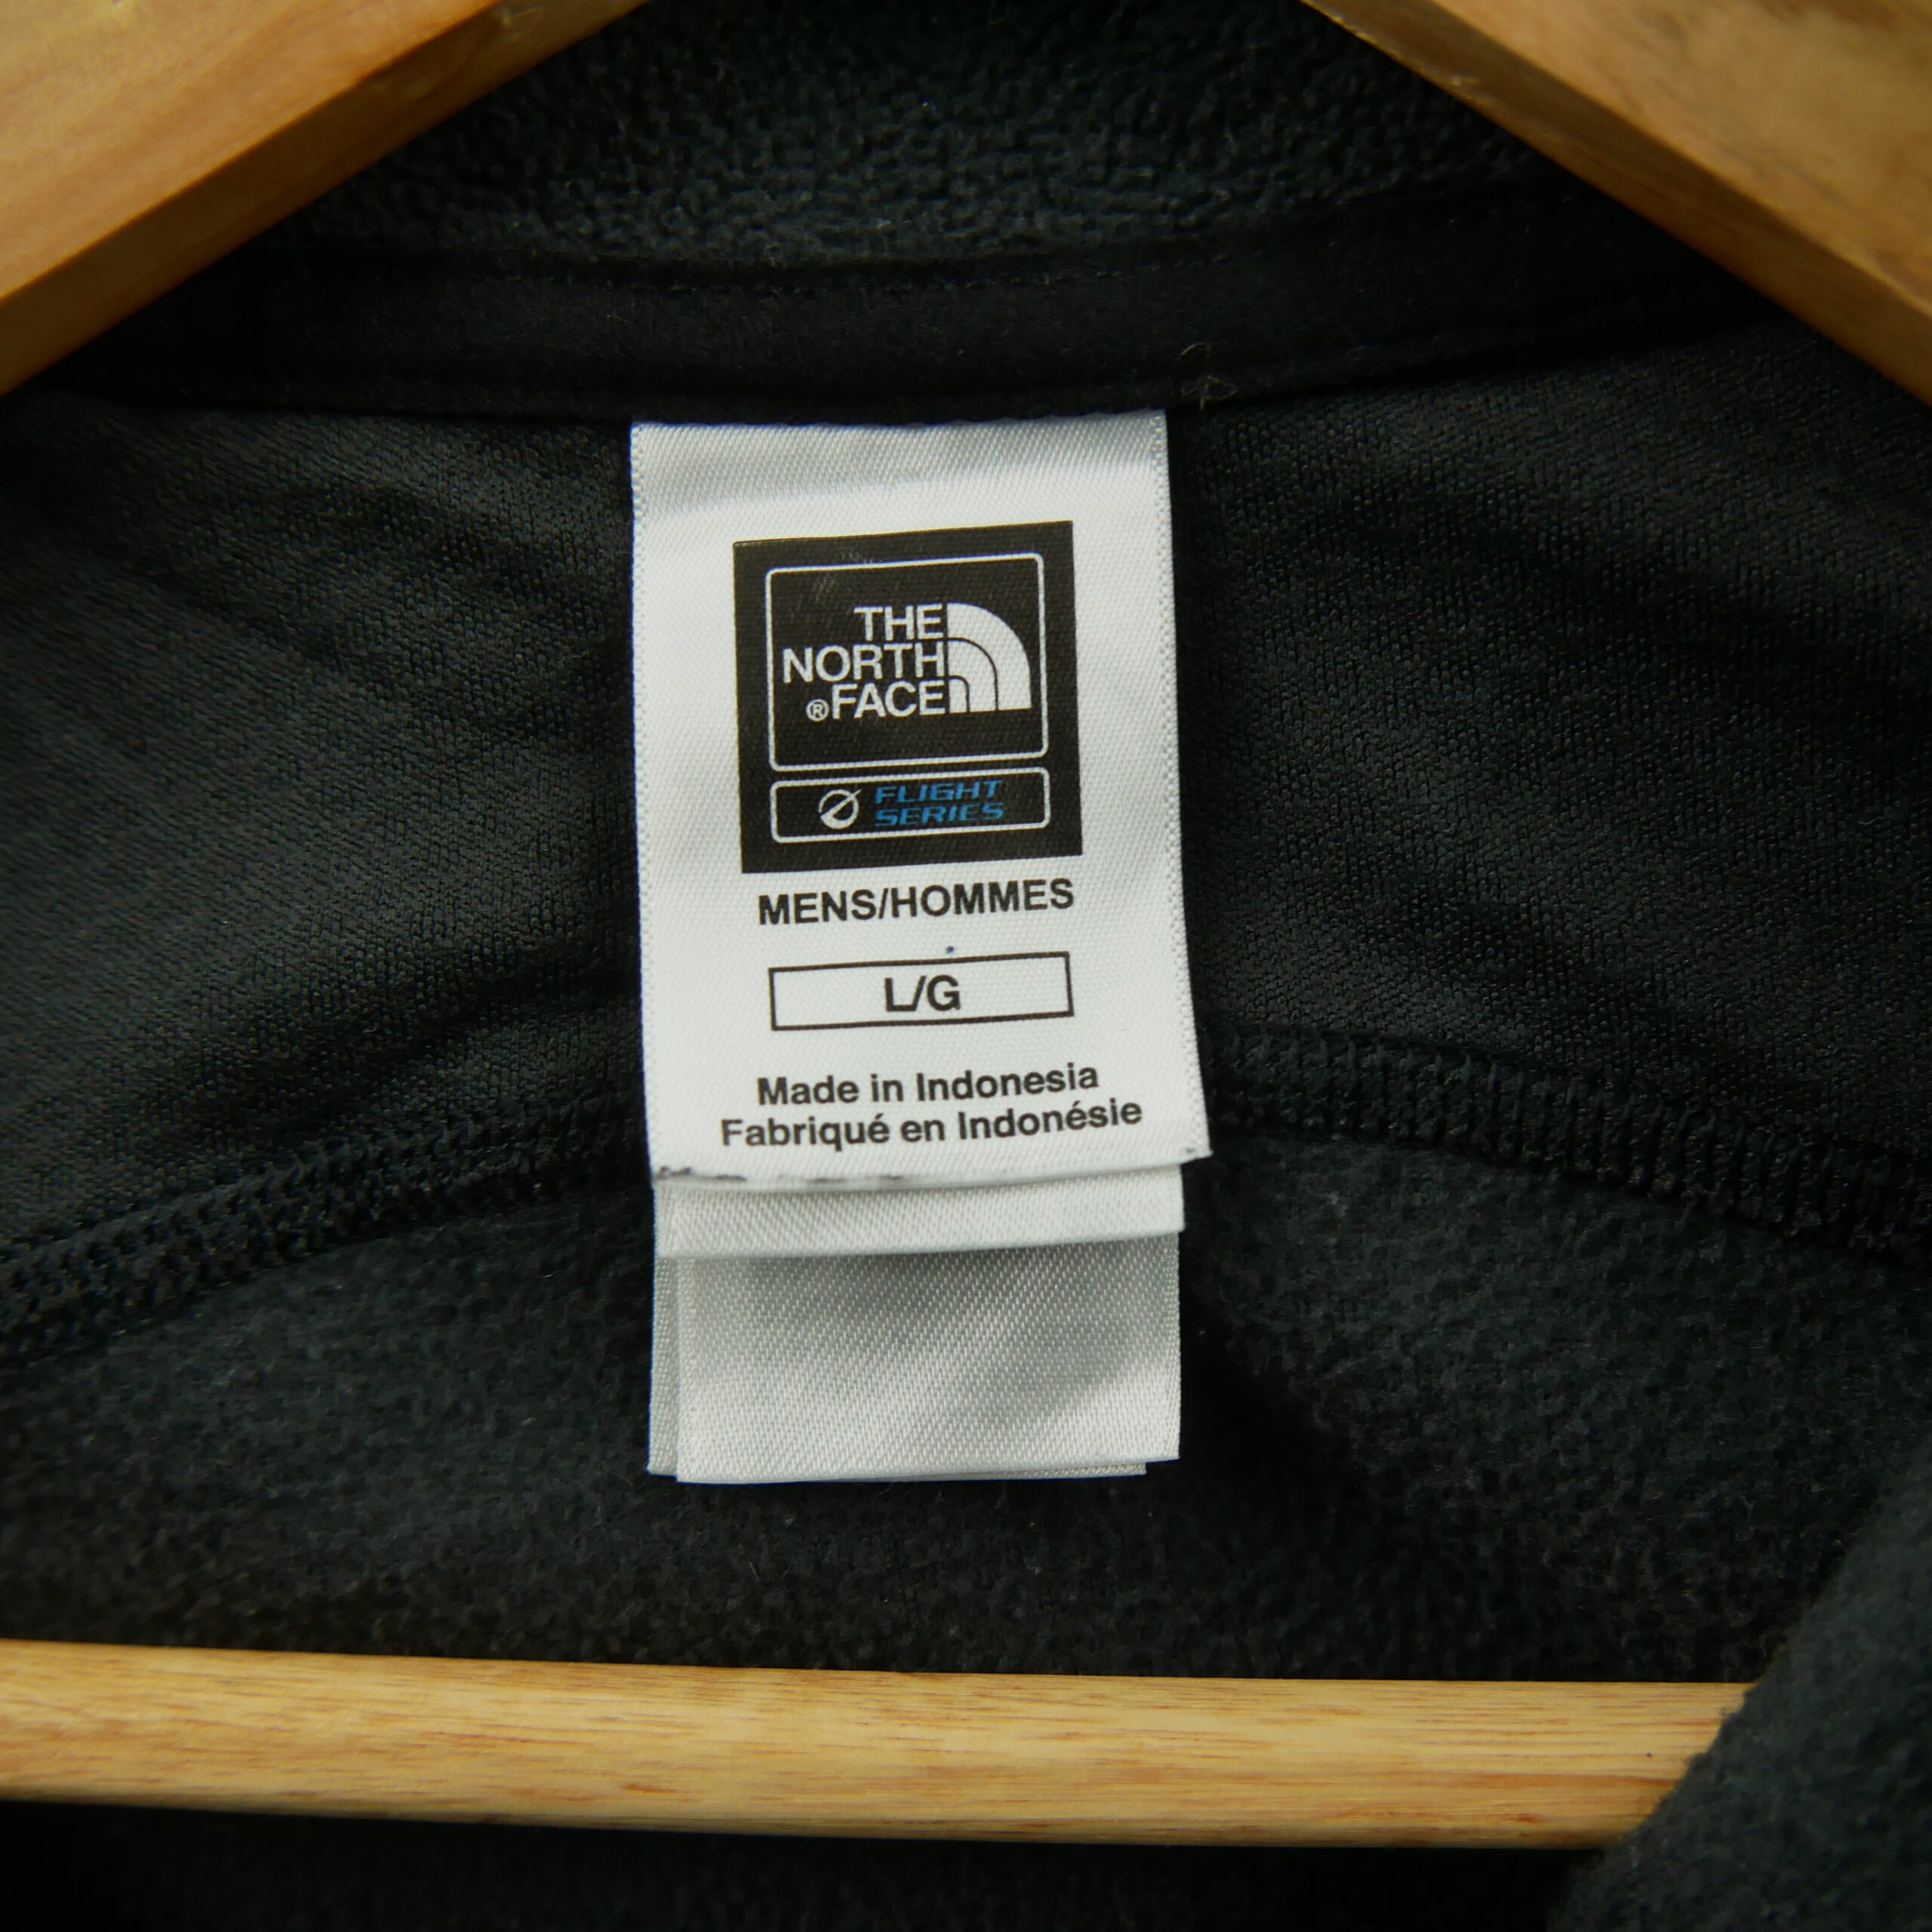 THE
NORTH
®FACE
FLIGHT
SERIES
MENS/HOMMES
L/G
Made in Indonesia
Fabriqué en Indonésie